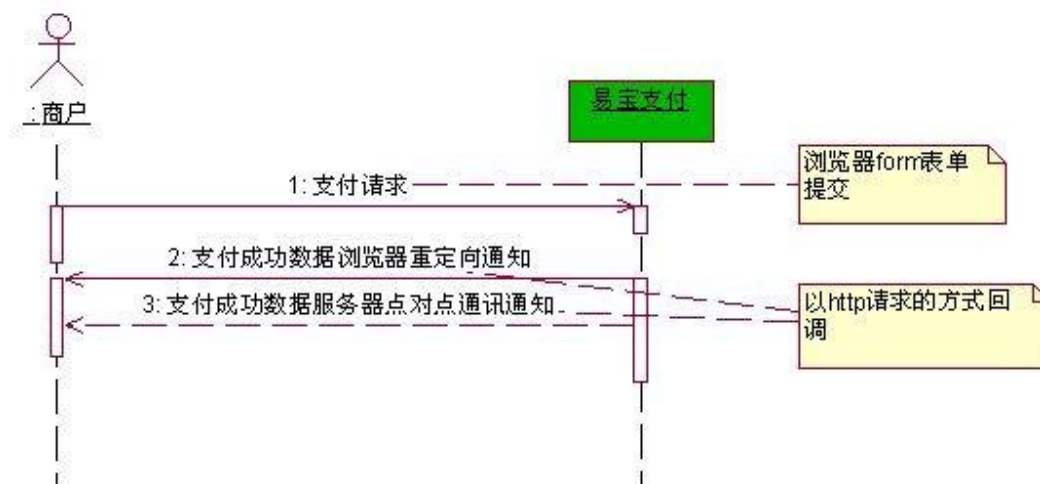 :商户
易宝支付
浏览器form表单
提交
1:支付请求
2:支付成功数据浏览器重定向通知
3:支付成功数据服务器点对点通讯通知
以http请求的方式回
调